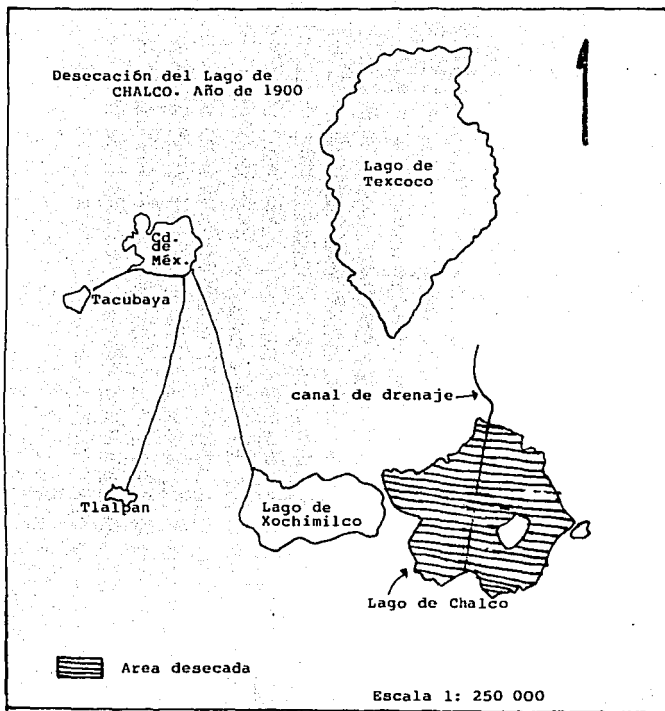 Desecación del Lago de
CHALCO. Año de 1900
Lago de
Texcoco
Cd.
de
Méx.
Tacubaya
canal de drenaje
Tlalpan
Lago de
Xochimilco
Lago de Chalco
Area desecada
Escala 1: 250 000